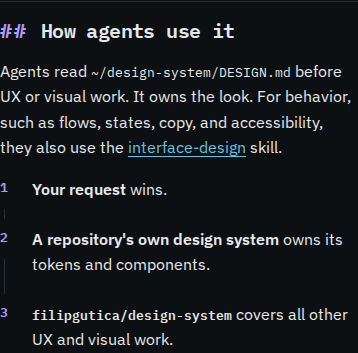 ## How agents use it
Agents read ~/design-system/DESIGN.md before
UX or visual work. It owns the look. For behavior,
such as flows, states, copy, and accessibility,
they also use the interface-design skill.
1 Your request wins.
2 A repository's own design system owns its
tokens and components.
3 filipgutica/design-system covers all other
UX and visual work.